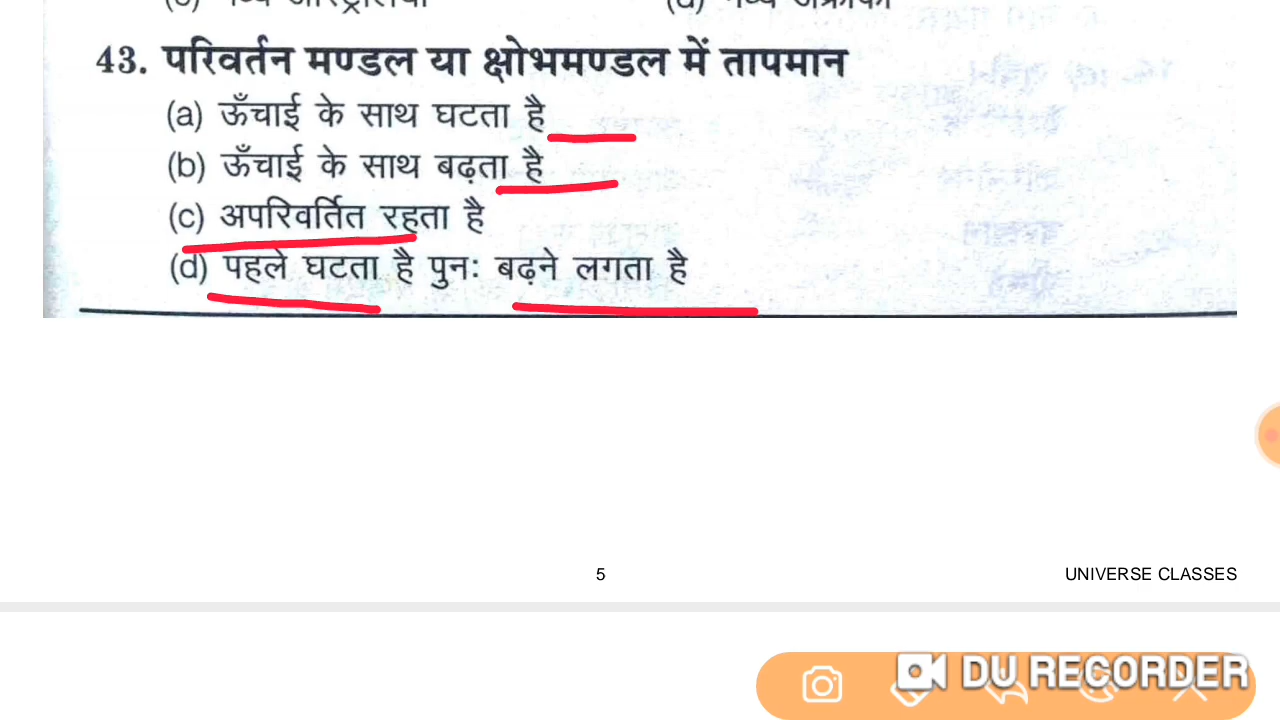 43. परिवर्तन मण्डल या क्षोभमण्डल में तापमान
(a) ऊँचाई के साथ घटता है
(b) ऊँचाई के साथ बढ़ता है
(c) अपरिवर्तित रहता है
(d) पहले घटता है पुनः बढ़ने लगता है
5 UNIVERSE CLASSES
DU RECORDER